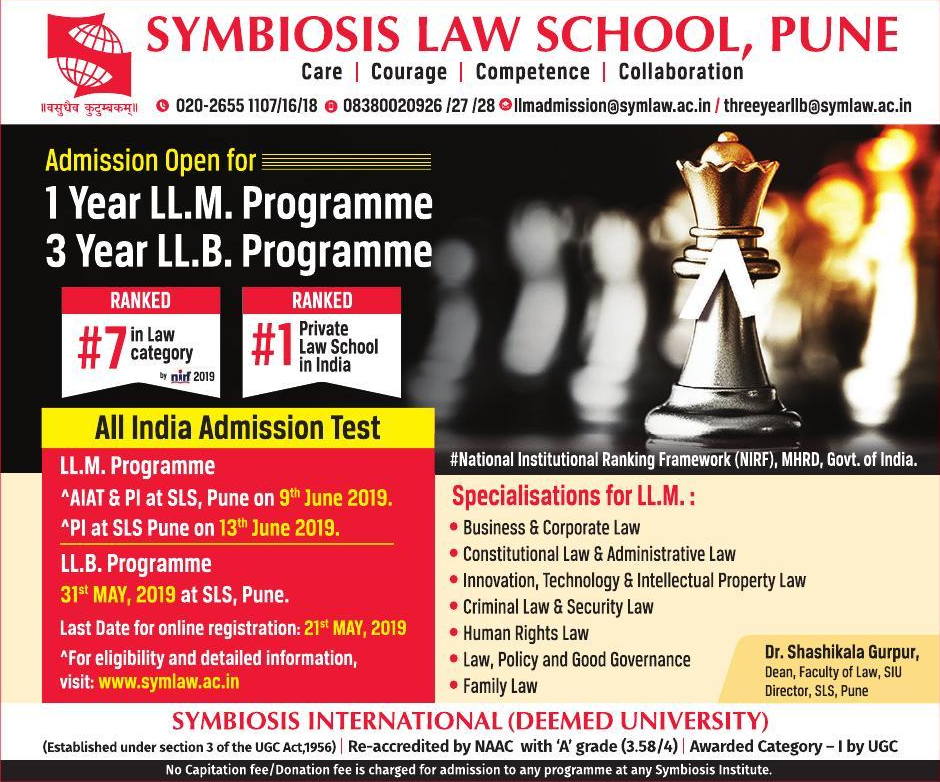 SYMBIOSIS LAW SCHOOL, PUNE
Care | Courage | Competence | Collaboration
॥वसुधैव कुटुम्बकम्॥
020-2655 1107/16/18 08380020926 /27 /28 llmadmission@symlaw.ac.in / threeyearllb@symlaw.ac.in
Admission Open for
1 Year LL.M. Programme
3 Year LL.B. Programme
RANKED
#7 in Law
category
by nirf 2019
RANKED
#1 Private
Law School
in India
All India Admission Test
LL.M. Programme
^AIAT & PI at SLS, Pune on 9th June 2019.
^PI at SLS Pune on 13th June 2019.
LL.B. Programme
31st MAY, 2019 at SLS, Pune.
Last Date for online registration: 21st MAY, 2019
^For eligibility and detailed information,
visit: www.symlaw.ac.in
#National Institutional Ranking Framework (NIRF), MHRD, Govt. of India.
Specialisations for LL.M. :
• Business & Corporate Law
• Constitutional Law & Administrative Law
• Innovation, Technology & Intellectual Property Law
• Criminal Law & Security Law
• Human Rights Law
• Law, Policy and Good Governance
• Family Law
Dr. Shashikala Gurpur,
Dean, Faculty of Law, SIU
Director, SLS, Pune
SYMBIOSIS INTERNATIONAL (DEEMED UNIVERSITY)
(Established under section 3 of the UGC Act,1956) | Re-accredited by NAAC with ‘A’ grade (3.58/4) | Awarded Category – I by UGC
No Capitation fee/Donation fee is charged for admission to any programme at any Symbiosis Institute.